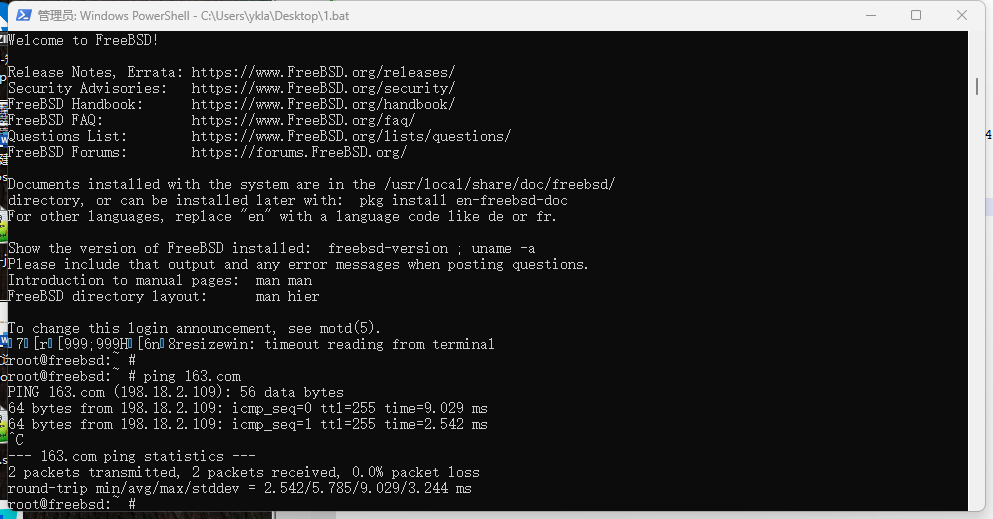 管理员: Windows PowerShell - C:\Users\ykla\Desktop\1.bat
Welcome to FreeBSD!
Release Notes, Errata: https://www.FreeBSD.org/releases/
Security Advisories:   https://www.FreeBSD.org/security/
FreeBSD Handbook:      https://www.FreeBSD.org/handbook/
FreeBSD FAQ:           https://www.FreeBSD.org/faq/
Questions List:        https://www.FreeBSD.org/lists/questions/
FreeBSD Forums:        https://forums.FreeBSD.org/
Documents installed with the system are in the /usr/local/share/doc/freebsd/
directory, or can be installed later with:  pkg install en-freebsd-doc
For other languages, replace "en" with a language code like de or fr.
Show the version of FreeBSD installed:  freebsd-version ; uname -a
Please include that output and any error messages when posting questions.
Introduction to manual pages:  man man
FreeBSD directory layout:      man hier
To change this login announcement, see motd(5).
7[r[999;999H[6n8resizewin: timeout reading from terminal
root@freebsd:~ #
root@freebsd:~ # ping 163.com
PING 163.com (198.18.2.109): 56 data bytes
64 bytes from 198.18.2.109: icmp_seq=0 ttl=255 time=9.029 ms
64 bytes from 198.18.2.109: icmp_seq=1 ttl=255 time=2.542 ms
^C
--- 163.com ping statistics ---
2 packets transmitted, 2 packets received, 0.0% packet loss
round-trip min/avg/max/stddev = 2.542/5.785/9.029/3.244 ms
root@freebsd:~ #